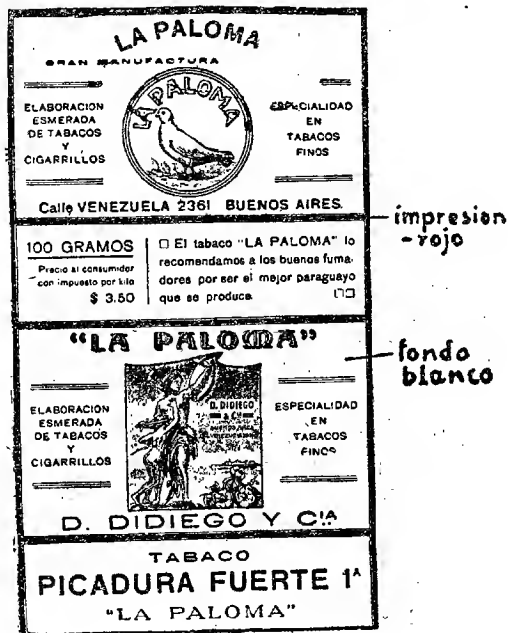 LA PALOMA
GRAN MANUFACTURA
LA PALOMA
ELABORACION
ESMERADA
DE TABACOS
Y
CIGARRILLOS
ESPECIALIDAD
EN
TABACOS
FINOS
Calle VENEZUELA 2361 BUENOS AIRES.
impresion
- rojo
100 GRAMOS
Precio al consumidor
con impuesto por kilo
$ 3.50
El tabaco "LA PALOMA" lo
recomendamos a los buenos fuma-
dores por ser el mejor paraguayo
que se produce.
"LA PALOMA"
fondo
blanco
ELABORACION
ESMERADA
DE TABACOS
Y
CIGARRILLOS
D. DIDIEGO
& Cia
BUENOS AIRES
ESPECIALIDAD
EN
TABACOS
FINOS
D. DIDIEGO Y CIA
TABACO
PICADURA FUERTE 1A
"LA PALOMA"